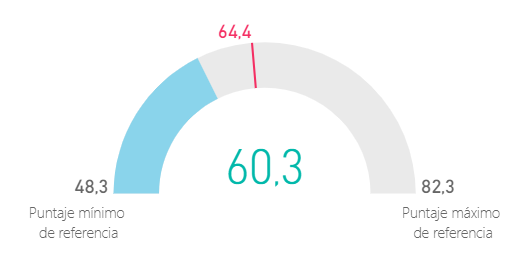 64,4
60,3
48,3
Puntaje mínimo
de referencia
82,3
Puntaje máximo
de referencia